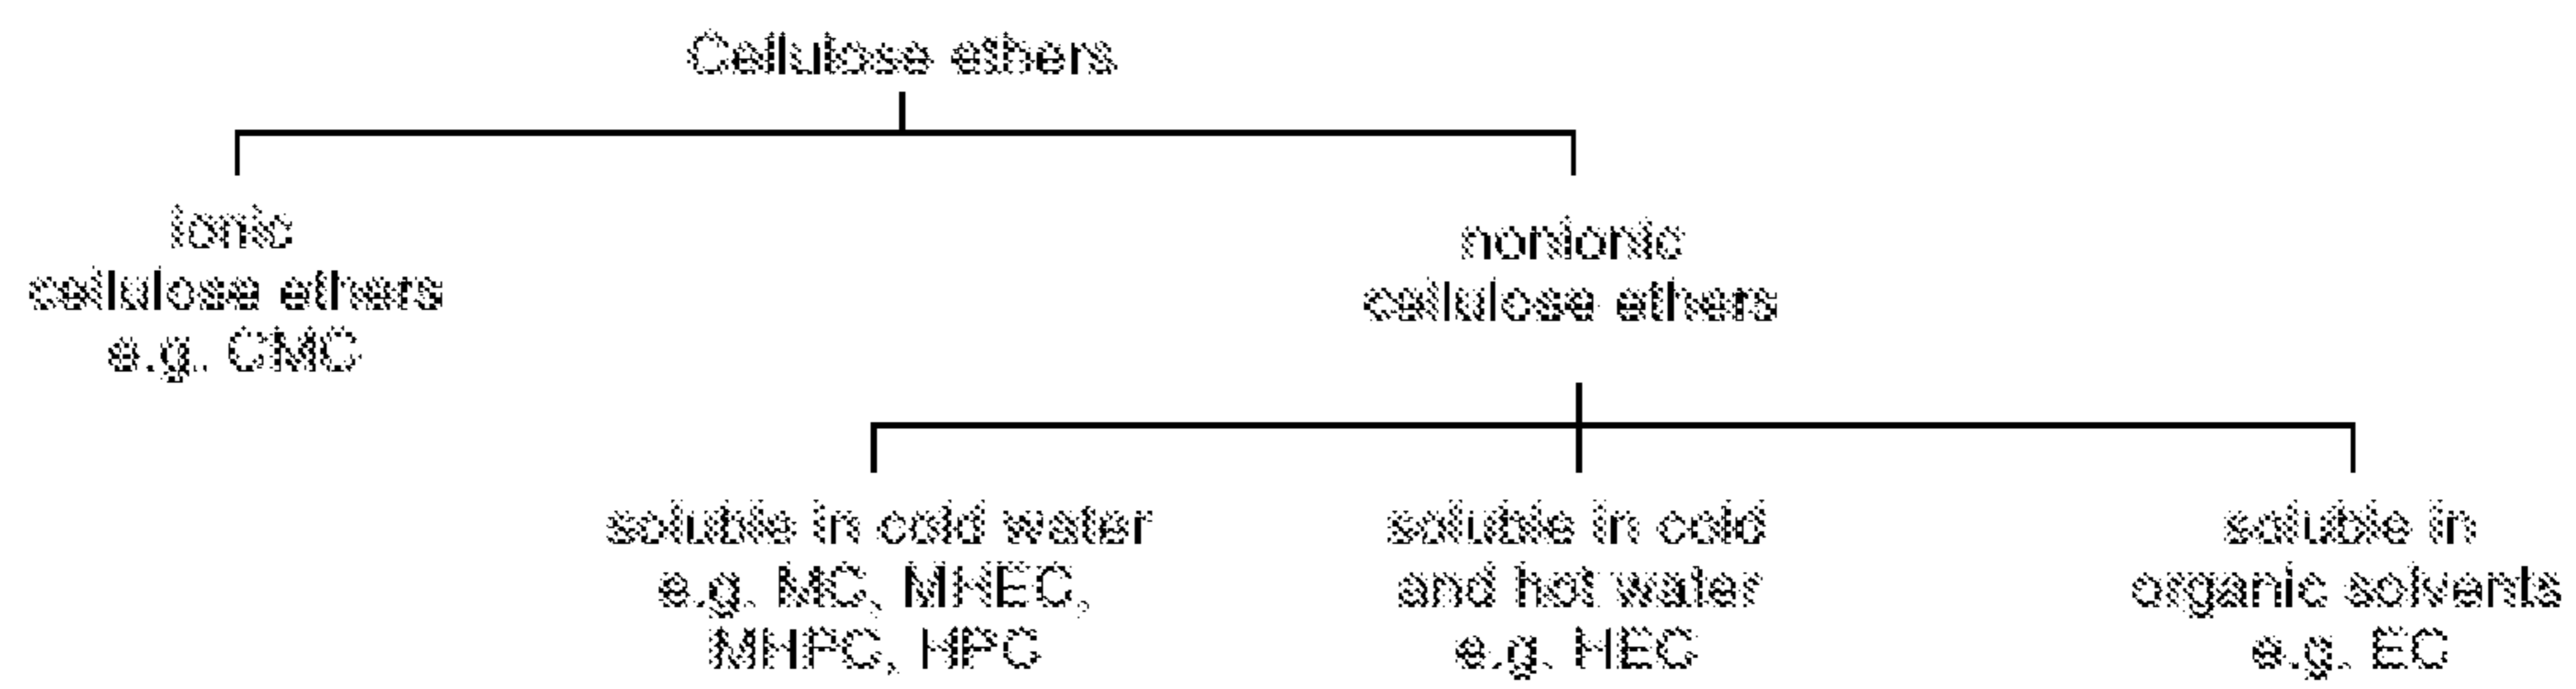 Cellulose ethers
ionic
cellulose ethers
e.g. CMC
nonionic
cellulose ethers
soluble in cold water
e.g. MC, MHEC,
MHPC, HPC
soluble in cold
and hot water
e.g. HEC
soluble in
organic solvents
e.g. EC